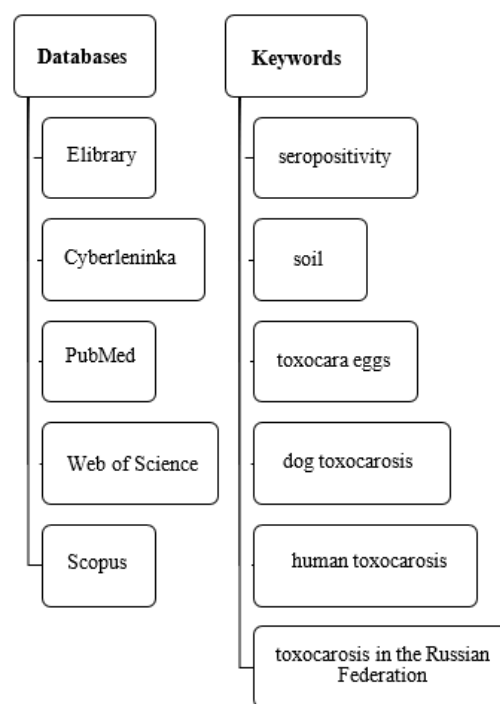 Databases
Elibrary
Cyberleninka
PubMed
Web of Science
Scopus
Keywords
seropositivity
soil
toxocara eggs
dog toxocarosis
human toxocarosis
toxocarosis in the Russian
Federation